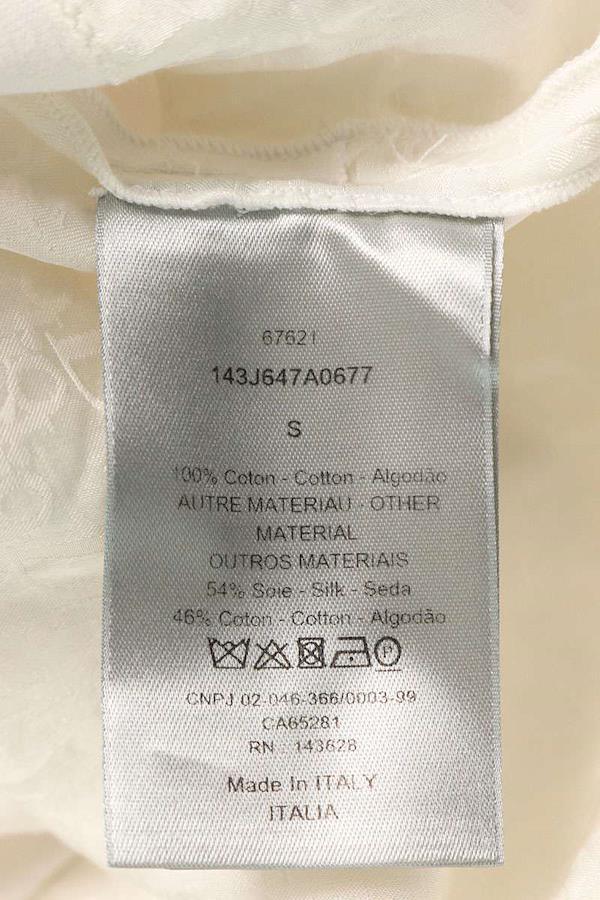 67621
143J647A0677
S
100% Coton - Cotton - Algodão
AUTRE MATERIAU - OTHER
MATERIAL
OUTROS MATERIAIS
54% Soie - Silk - Seda
46% Coton - Cotton - Algodão
P
CNPJ 02-046-366/0003-99
CA65281
RN : 143628
Made In ITALY
ITALIA